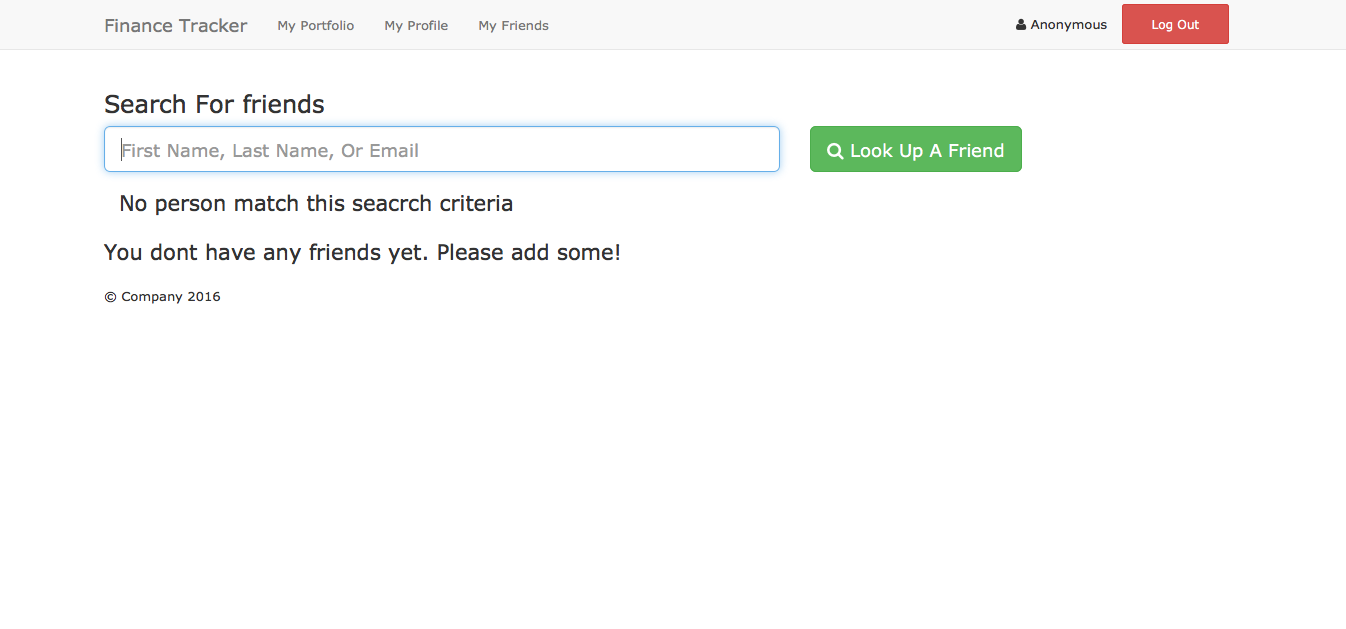 Finance Tracker My Portfolio My Profile My Friends Anonymous Log Out
Search For friends
First Name, Last Name, Or Email Look Up A Friend
No person match this seacrch criteria
You dont have any friends yet. Please add some!
© Company 2016